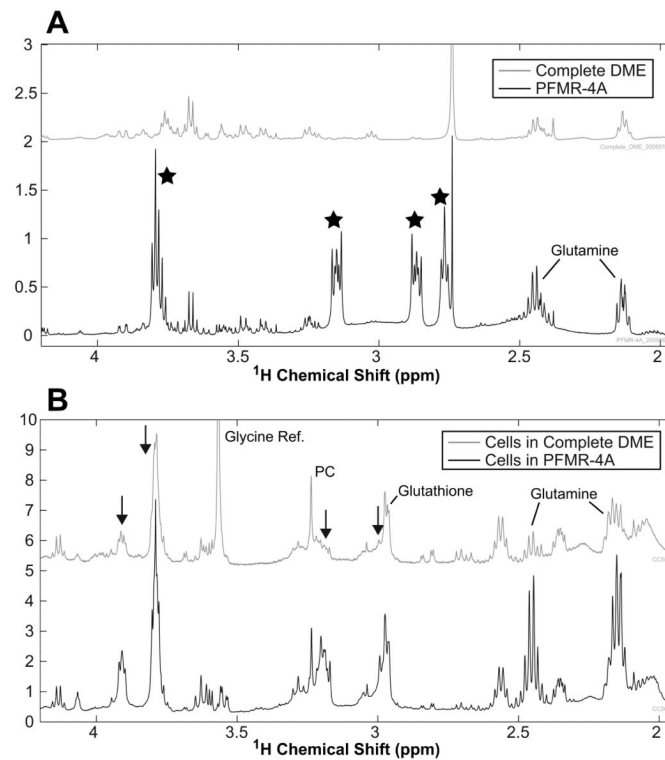 A
3
2.5
2
1.5
1
0.5
0
Complete DME
PFMR-4A
Glutamine
4
3.5
3
2.5
2
¹H Chemical Shift (ppm)
B
10
9
8
7
6
5
4
3
2
1
0
Glycine Ref.
PC
Glutathione
Cells in Complete DME
Cells in PFMR-4A
Glutamine
4
3.5
3
2.5
2
¹H Chemical Shift (ppm)